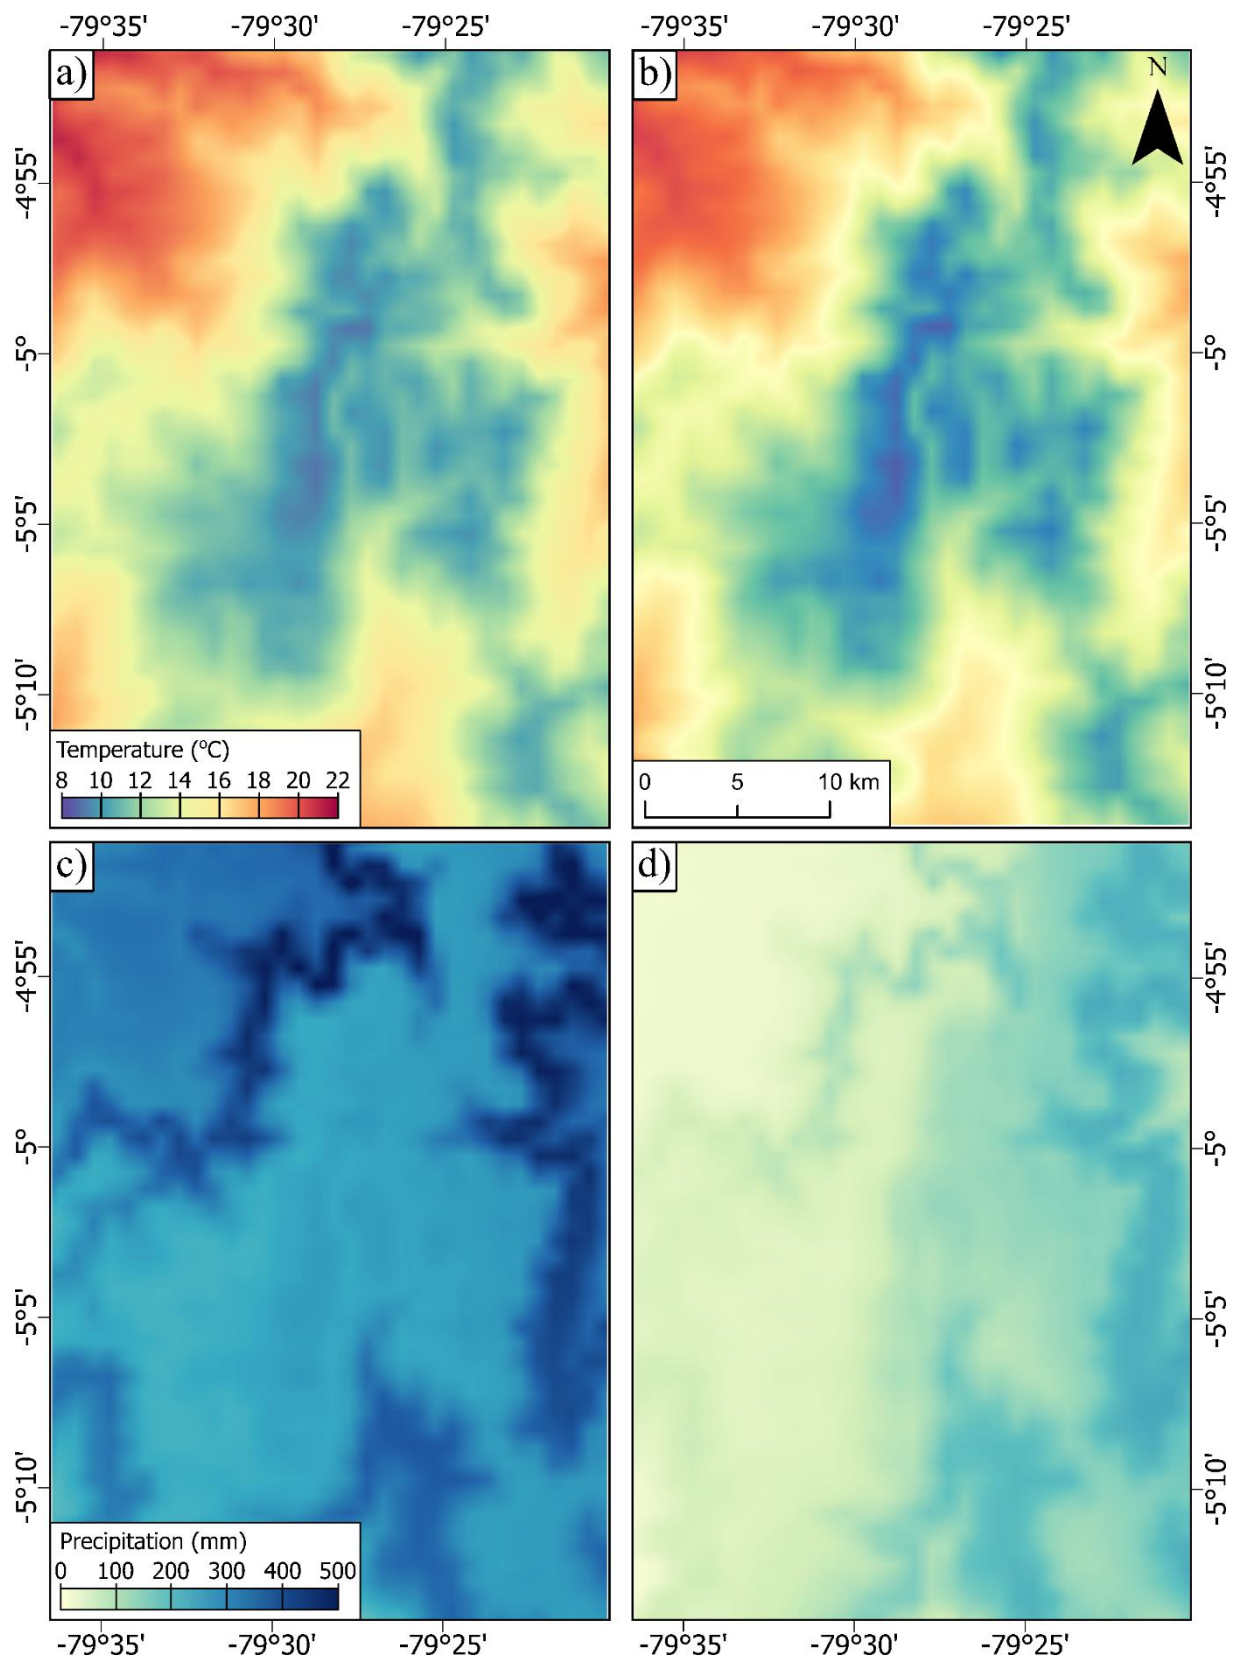 -79°35' -79°30' -79°25' -79°35' -79°30' -79°25'
a) b)
N
-4°55' -4°55'
-5° -5°
-5°5' -5°5'
-5°10' -5°10'
Temperature (°C)
8 10 12 14 16 18 20 22
0 5 10 km
c) d)
-4°55' -4°55'
-5° -5°
-5°5' -5°5'
-5°10' -5°10'
Precipitation (mm)
0 100 200 300 400 500
-79°35' -79°30' -79°25' -79°35' -79°30' -79°25'